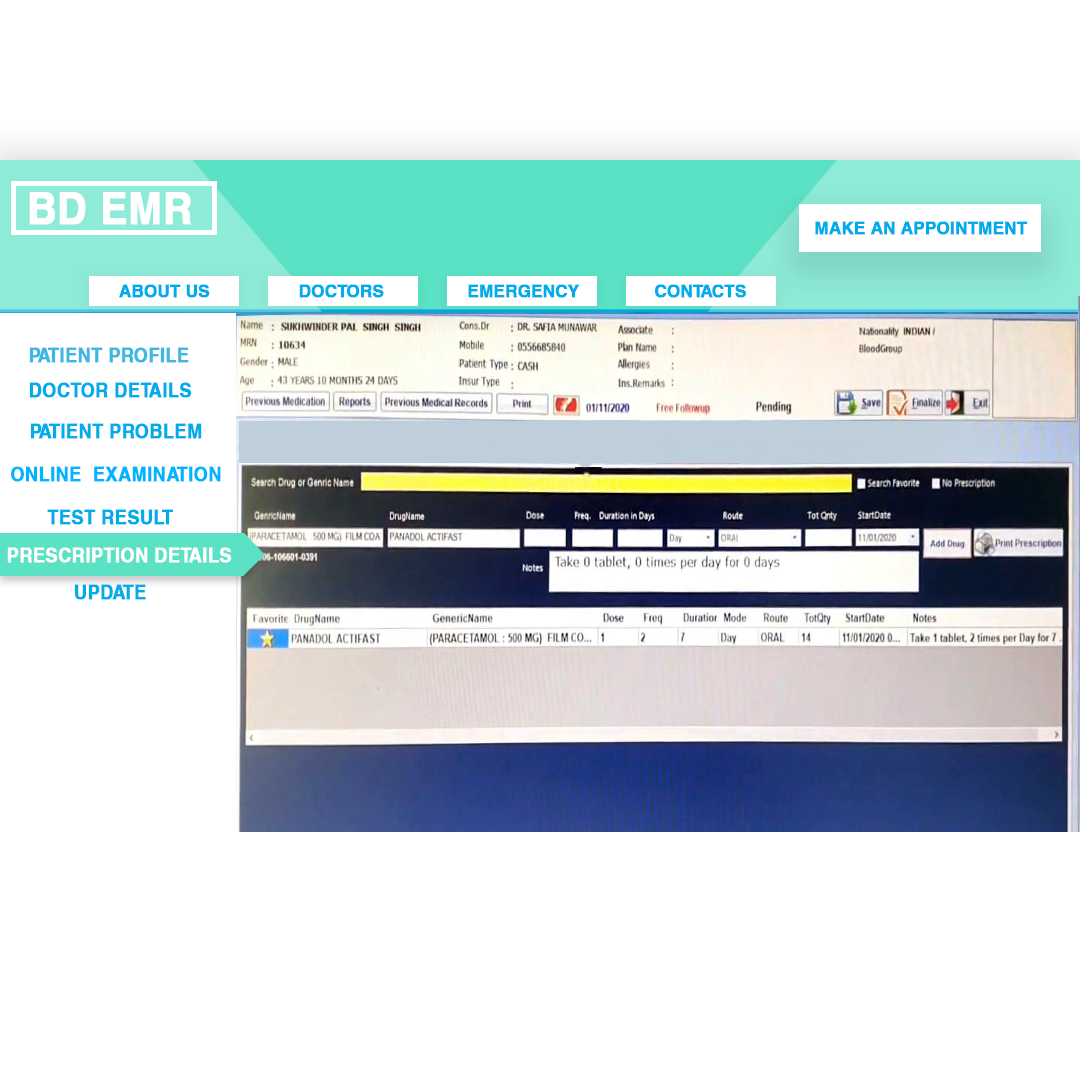 BD EMR
MAKE AN APPOINTMENT
ABOUT US DOCTORS EMERGENCY CONTACTS
PATIENT PROFILE
DOCTOR DETAILS
PATIENT PROBLEM
ONLINE EXAMINATION
TEST RESULT
PRESCRIPTION DETAILS
UPDATE
Name : SUKHWINDER PAL SINGH SINGH Cons.Dr : DR. SAFIA MUNAWAR Associate : Nationality INDIAN /
MRN : 10634 Mobile : 0556685840 Plan Name : BloodGroup
Gender : MALE Patient Type : CASH Allergies :
Age : 43 YEARS 10 MONTHS 24 DAYS Insur Type : Ins.Remarks :
Previous Medication Reports Previous Medical Records Print 01/11/2020 Free Followup Pending Save Finalize Exit
Search Drug or Genric Name Search Favorite No Prescription
GenricName DrugName Dose Freq. Duration in Days Route Tot Qnty StartDate
(PARACETAMOL 500 MG) FILM COA PANADOL ACTIFAST Day ORAL 11/01/2020 Add Drug Print Prescription
06-106601-0391
Notes Take 0 tablet, 0 times per day for 0 days
Favorite DrugName GenericName Dose Freq Duratior Mode Route TotQty StartDate Notes
PANADOL ACTIFAST (PARACETAMOL : 500 MG) FILM CO... 1 2 7 Day ORAL 14 11/01/2020 0... Take 1 tablet, 2 times per Day for 7 .